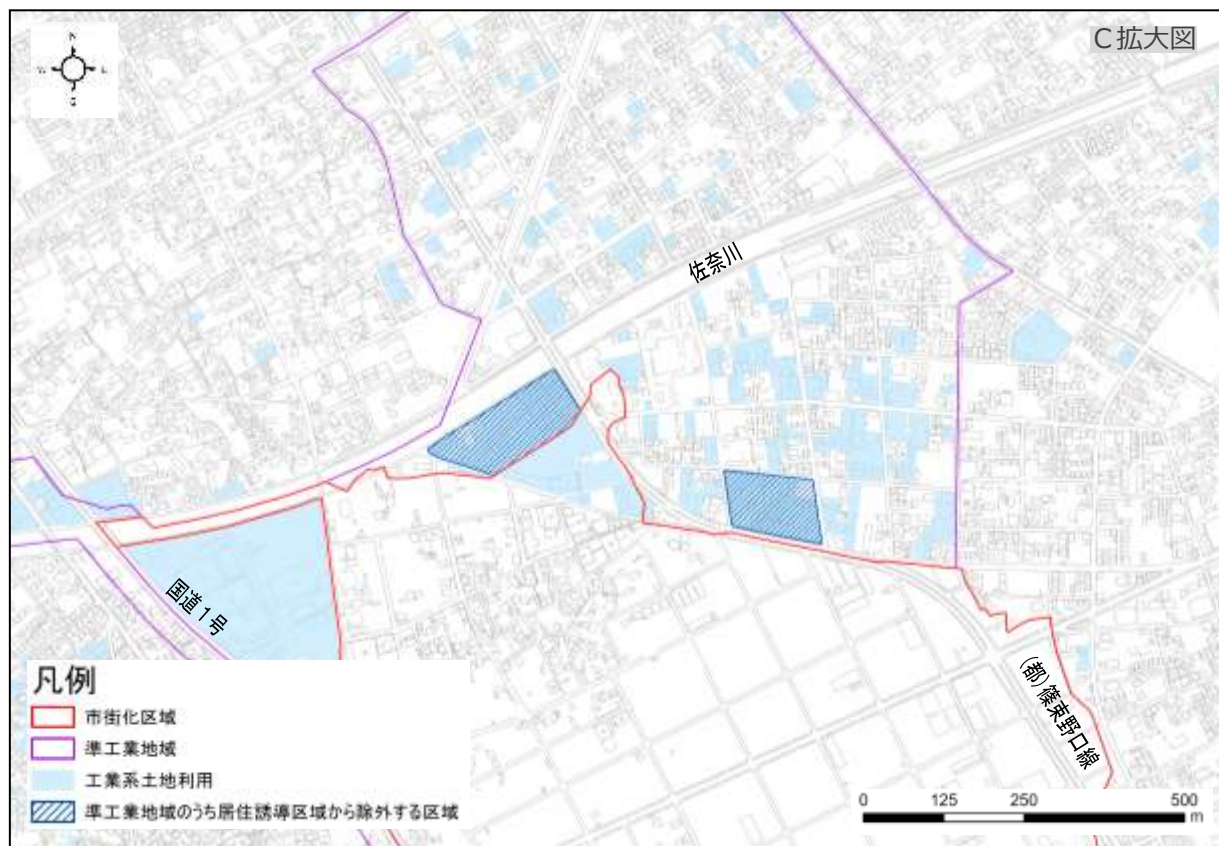 C拡大図
N
佐奈川
国道1号
(都)篠束野口線
凡例
市街化区域
準工業地域
工業系土地利用
準工業地域のうち居住誘導区域から除外する区域
0 125 250 500
m